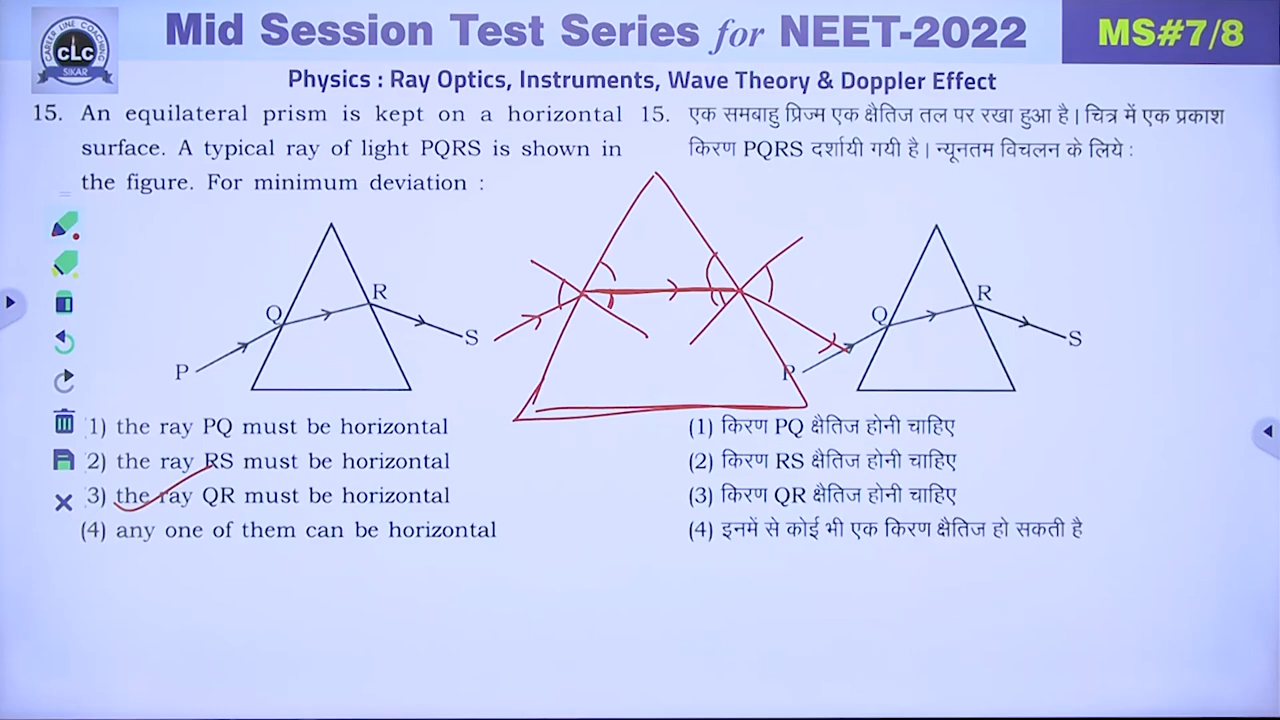 CAREER LINE COACHING
CLC
SIKAR
Mid Session Test Series for NEET-2022
MS#7/8
Physics : Ray Optics, Instruments, Wave Theory & Doppler Effect
15. An equilateral prism is kept on a horizontal
surface. A typical ray of light PQRS is shown in
the figure. For minimum deviation :
P
Q
R
S
1) the ray PQ must be horizontal
2) the ray RS must be horizontal
3) the ray QR must be horizontal
(4) any one of them can be horizontal
15. एक समबाहु प्रिज्म एक क्षैतिज तल पर रखा हुआ है। चित्र में एक प्रकाश
किरण PQRS दर्शायी गयी है। न्यूनतम विचलन के लिये :
P
Q
R
S
(1) किरण PQ क्षैतिज होनी चाहिए
(2) किरण RS क्षैतिज होनी चाहिए
(3) किरण QR क्षैतिज होनी चाहिए
(4) इनमें से कोई भी एक किरण क्षैतिज हो सकती है